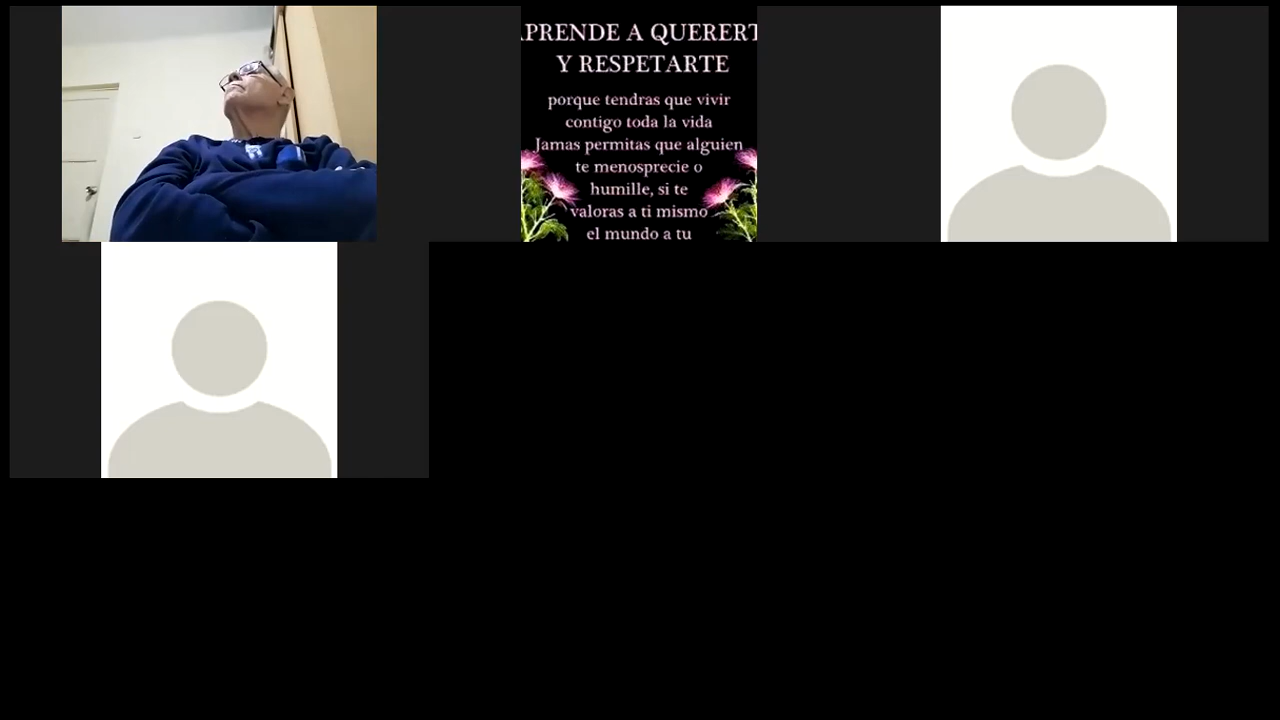 APRENDE A QUERERT
Y RESPETARTE
porque tendras que vivir
contigo toda la vida
Jamas permitas que alguien
te menosprecie o
humille, si te
valoras a ti mismo
el mundo a tu